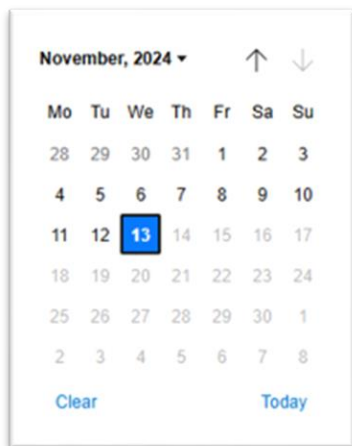 November, 2024
Mo Tu We Th Fr Sa Su
28 29 30 31 1 2 3
4 5 6 7 8 9 10
11 12 13 14 15 16 17
18 19 20 21 22 23 24
25 26 27 28 29 30 1
2 3 4 5 6 7 8
Clear Today